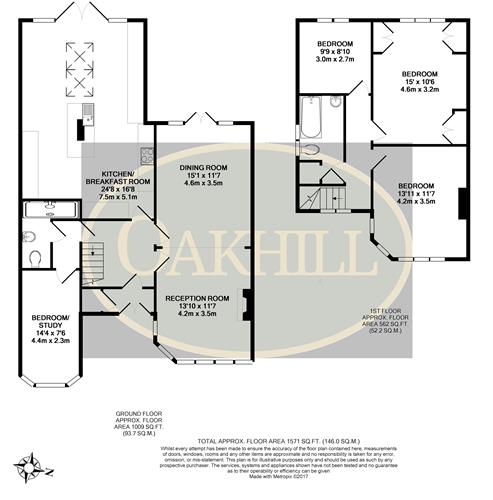 BEDROOM
9'9 x 8'10
3.0m x 2.7m
BEDROOM
15' x 10'6
4.6m x 3.2m
DINING ROOM
15'1 x 11'7
4.6m x 3.5m
KITCHEN/
BREAKFAST ROOM
24'8 x 16'8
7.5m x 5.1m
BEDROOM
13'11 x 11'7
4.2m x 3.5m
OAKHILL
RECEPTION ROOM
13'10 x 11'7
4.2m x 3.5m
BEDROOM/
STUDY
14'4 x 7'6
4.4m x 2.3m
1ST FLOOR
APPROX. FLOOR
AREA 562 SQ.FT.
(52.2 SQ.M.)
GROUND FLOOR
APPROX. FLOOR
AREA 1009 SQ.FT.
(93.7 SQ.M.)
TOTAL APPROX. FLOOR AREA 1571 SQ.FT. (146.0 SQ.M.)
Whilst every attempt has been made to ensure the accuracy of the floor plan contained here, measurements
of doors, windows, rooms and any other items are approximate and no responsibility is taken for any error,
omission, or mis-statement. This plan is for illustrative purposes only and should be used as such by any
prospective purchaser. The services, systems and appliances shown have not been tested and no guarantee
as to their operability or efficiency can be given
Made with Metropix ©2017
N